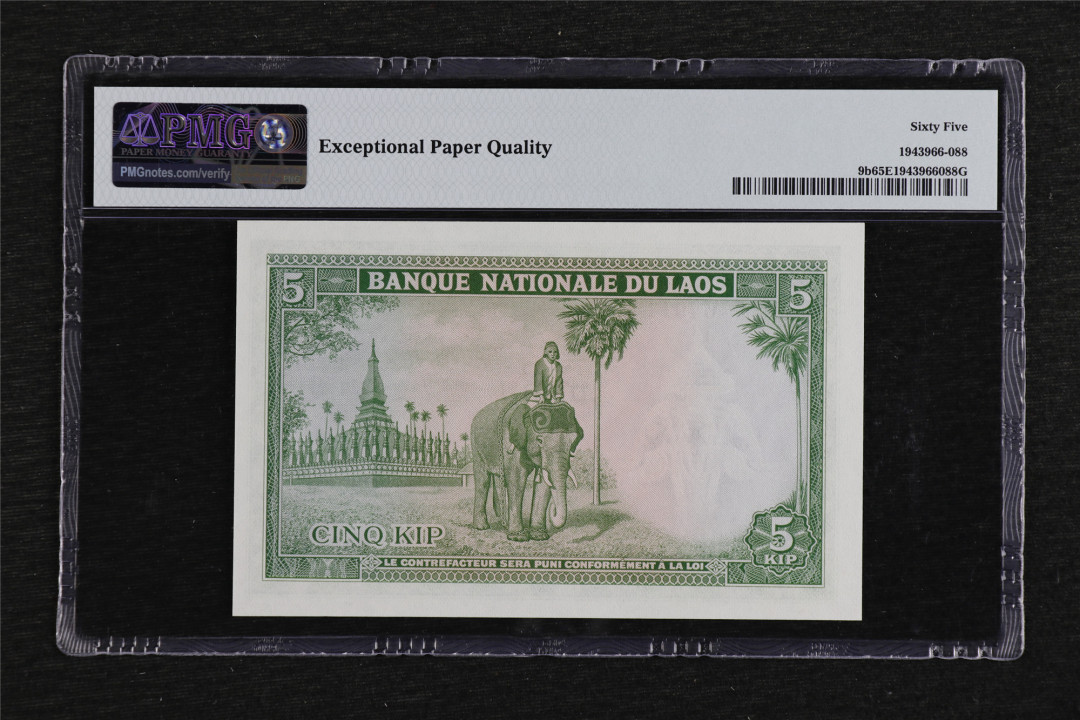 PMG
PAPER MONEY GUARANTY
PMGnotes.com/verify
Exceptional Paper Quality
Sixty Five
1943966-088
9b65E1943966088G
5
BANQUE NATIONALE DU LAOS
5
CINQ KIP
5
KIP
LE CONTREFACTEUR SERA PUNI CONFORMÉMENT À LA LOI